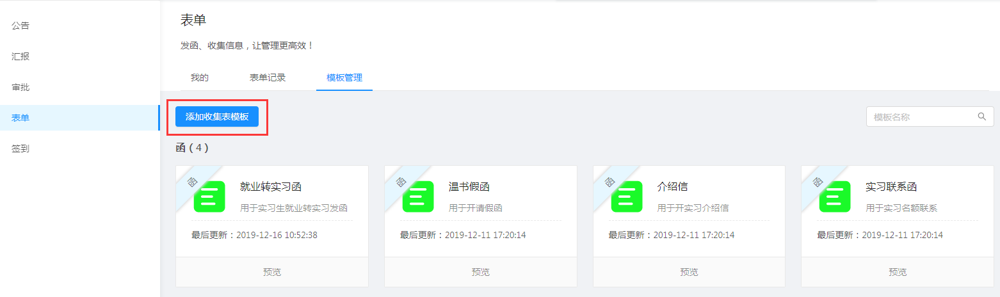 公告
汇报
审批
表单
签到
表单
发函、收集信息，让管理更高效！
我的 表单记录 模板管理
添加收集表模板
模板名称
函 ( 4 )
函 就业转实习函
用于实习生就业转实习发函
最后更新：2019-12-16 10:52:38
预览
函 温书假函
用于开请假函
最后更新：2019-12-11 17:20:14
预览
函 介绍信
用于开实习介绍信
最后更新：2019-12-11 17:20:14
预览
函 实习联系函
用于实习名额联系
最后更新：2019-12-11 17:20:14
预览